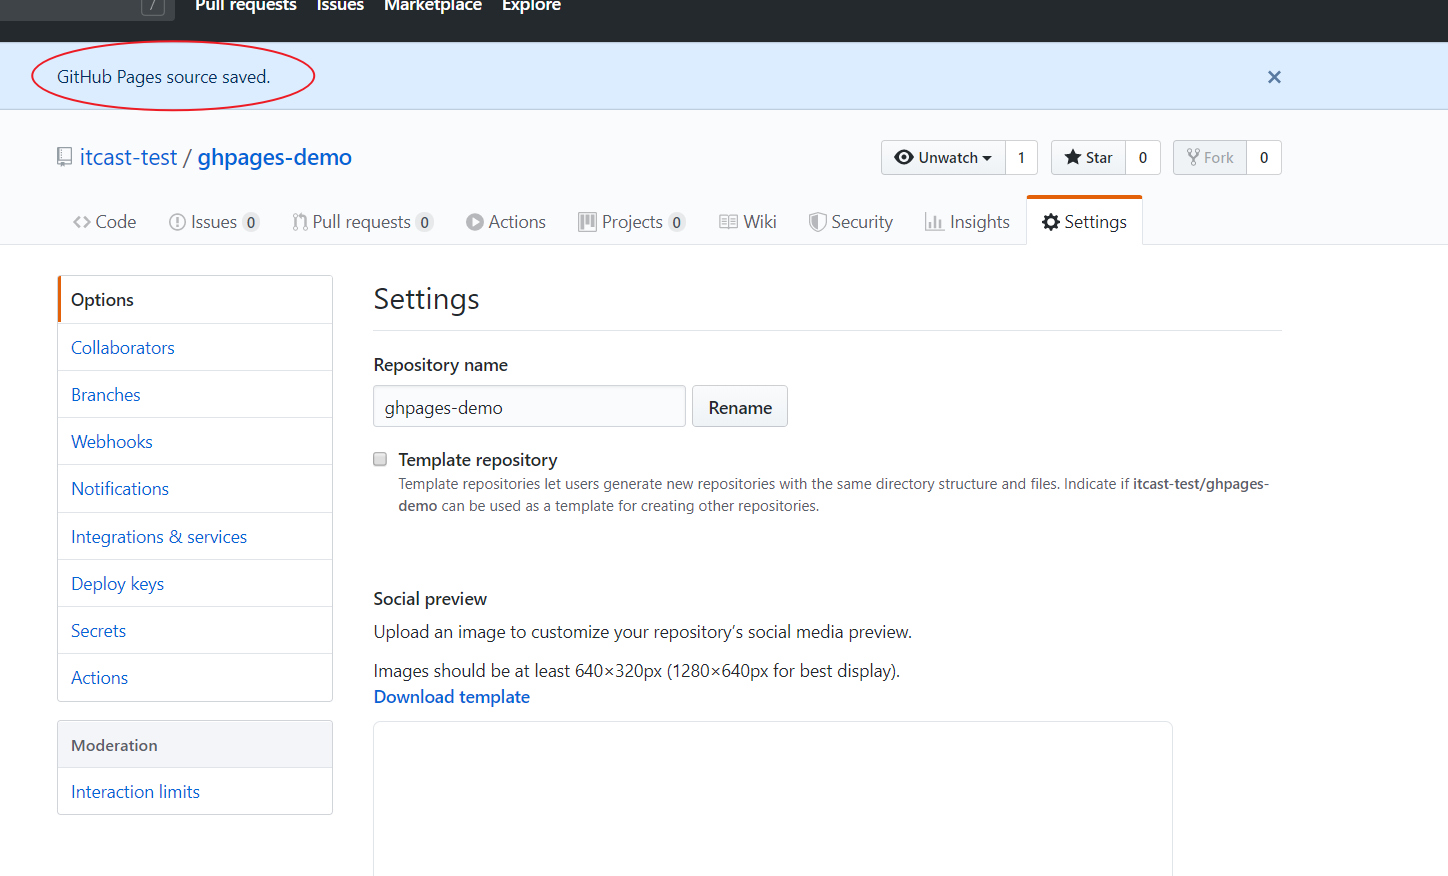 / Pull requests Issues Marketplace Explore
GitHub Pages source saved.
itcast-test / ghpages-demo
Unwatch 1 Star 0 Fork 0
Code Issues 0 Pull requests 0 Actions Projects 0 Wiki Security Insights Settings
Options
Collaborators
Branches
Webhooks
Notifications
Integrations & services
Deploy keys
Secrets
Actions
Moderation
Interaction limits
Settings
Repository name
ghpages-demo Rename
Template repository
Template repositories let users generate new repositories with the same directory structure and files. Indicate if itcast-test/ghpages-
demo can be used as a template for creating other repositories.
Social preview
Upload an image to customize your repository’s social media preview.
Images should be at least 640×320px (1280×640px for best display).
Download template